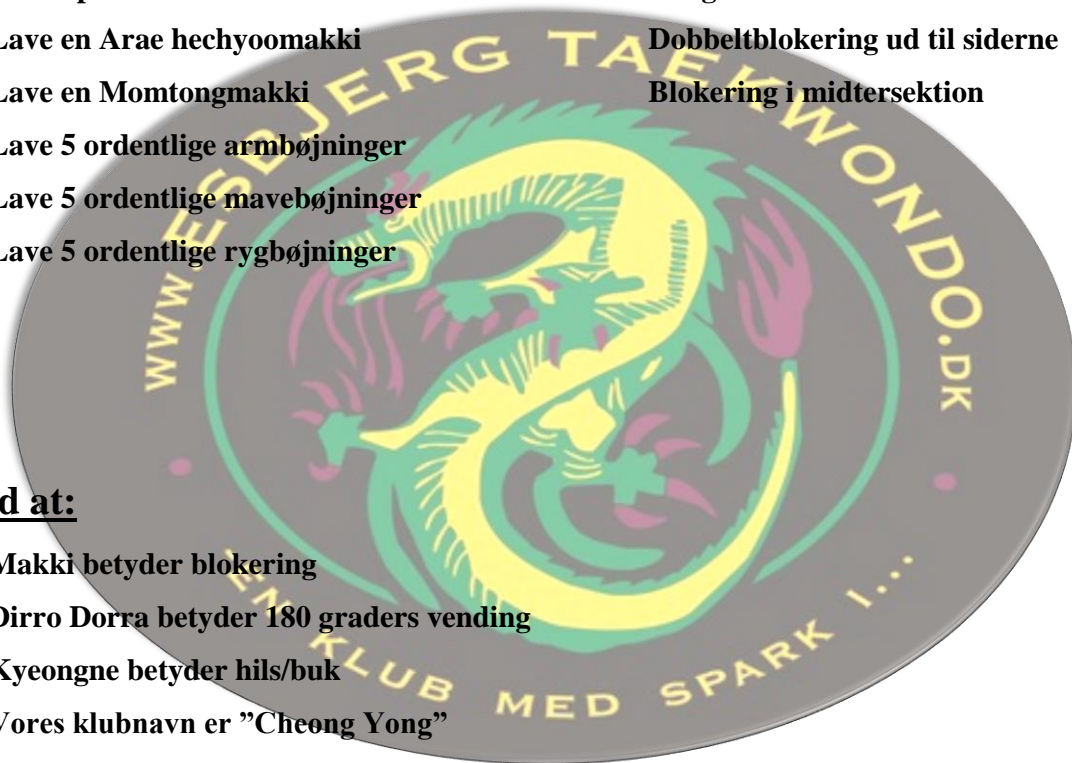 Lave en Arae hechyoomakki Dobbeltblokering ud til siderne
Lave en Momtongmakki Blokering i midtersektion
Lave 5 ordentlige armbøjninger
Lave 5 ordentlige mavebøjninger
Lave 5 ordentlige rygbøjninger
WWW.ESBJERG TAEKWONDO.DK
d at:
Makki betyder blokering
Dirro Dorra betyder 180 graders vending
Kyeongne betyder hils/buk
Vores klubnavn er ”Cheong Yong”
EN KLUB MED SPARK I...